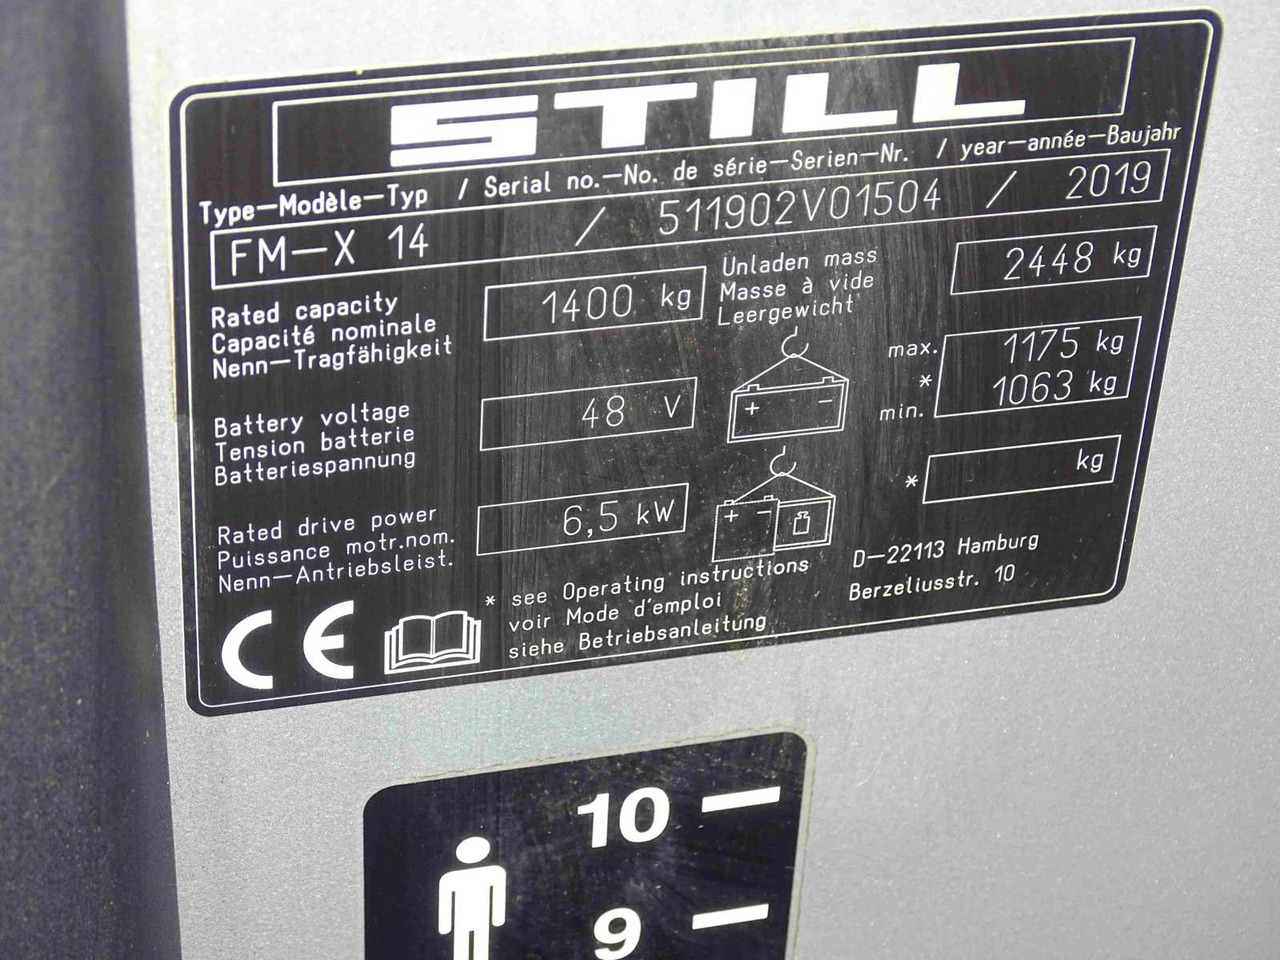 STILL
Type-Modèle-Typ / Serial no.-No. de série-Serien-Nr. / year-année-Baujahr
FM-X 14 / 511902V01504 / 2019
Rated capacity
Capacité nominale
Nenn-Tragfähigkeit
1400 kg
Unladen mass
Masse à vide
Leergewicht
2448 kg
Battery voltage
Tension batterie
Batteriespannung
48 V
+ -
max. 1175 kg
*
min. 1063 kg
Rated drive power
Puissance motr.nom.
Nenn-Antriebsleist.
6,5 kW
+ -
* kg
CE
* see Operating instructions
voir Mode d'emploi
siehe Betriebsanleitung
D-22113 Hamburg
Berzeliusstr. 10
10
9